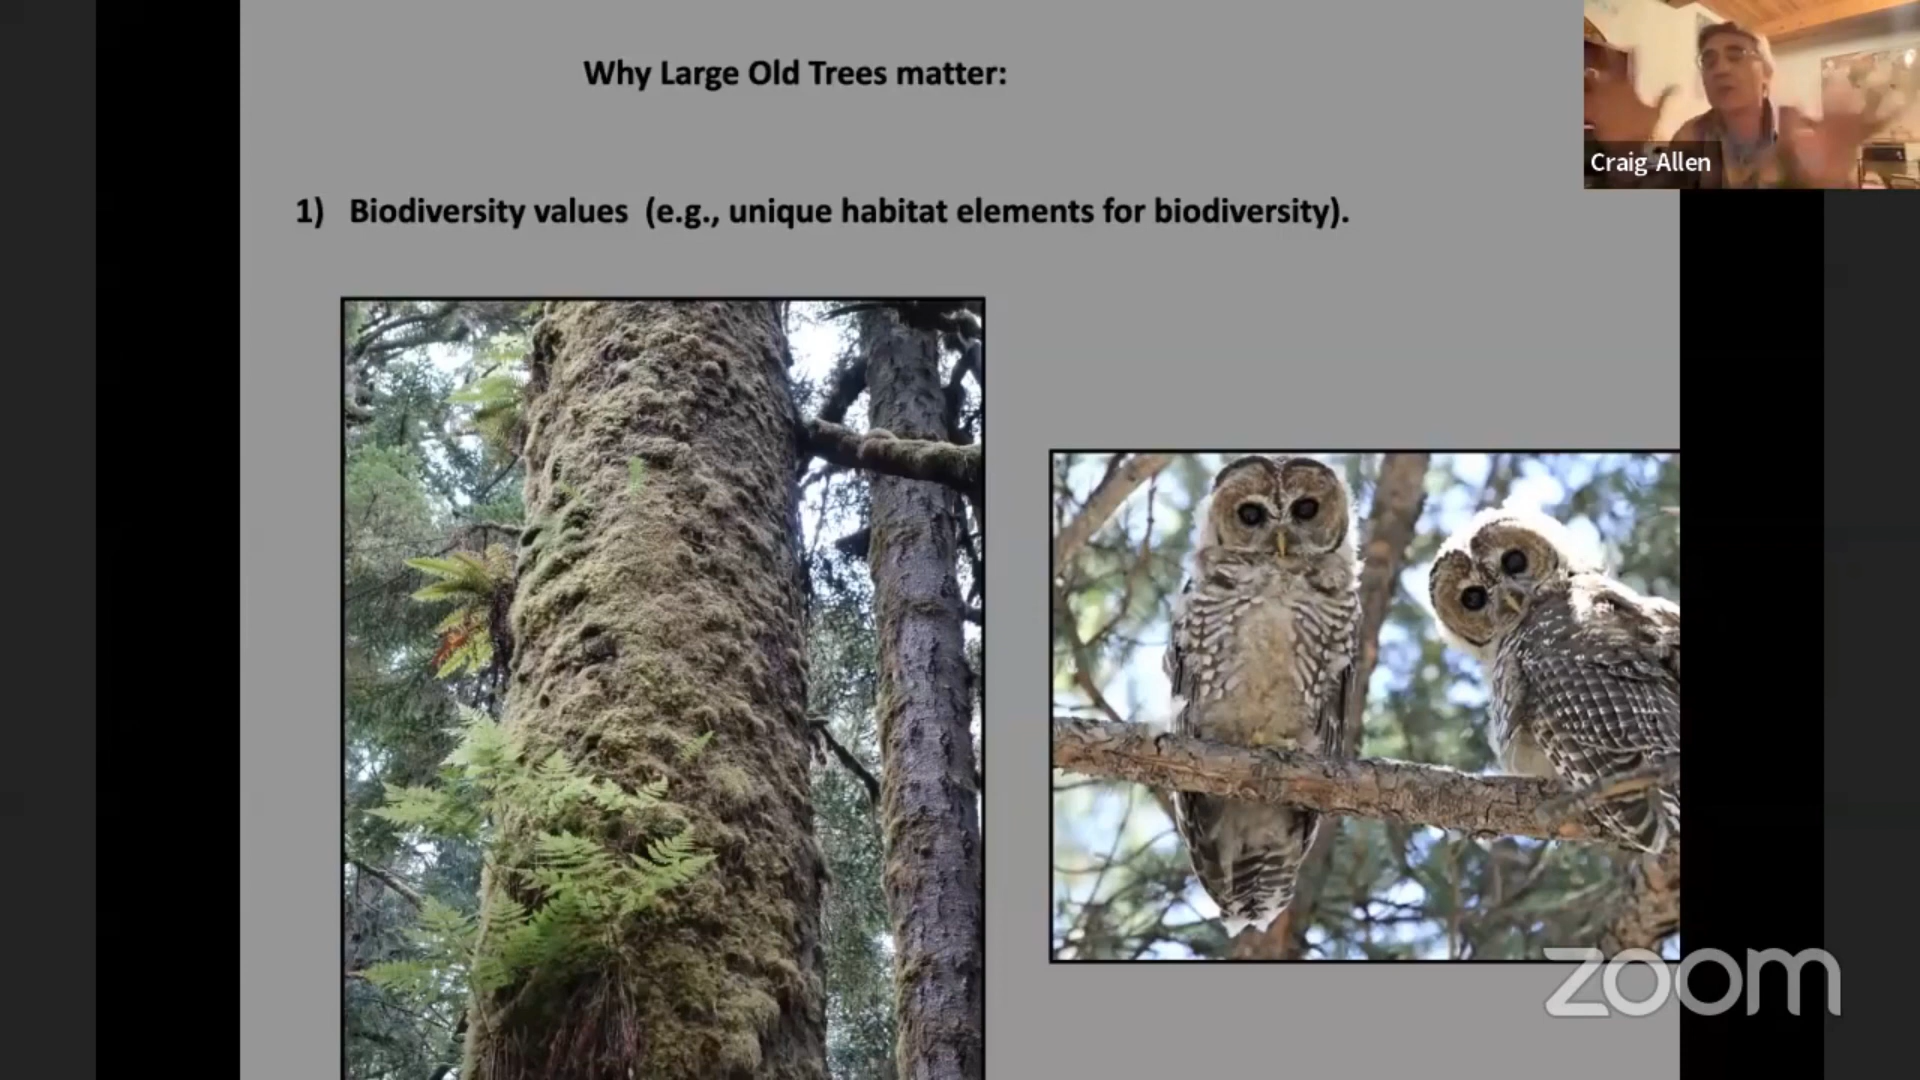 Why Large Old Trees matter:
Craig Allen
1) Biodiversity values (e.g., unique habitat elements for biodiversity).
zoom